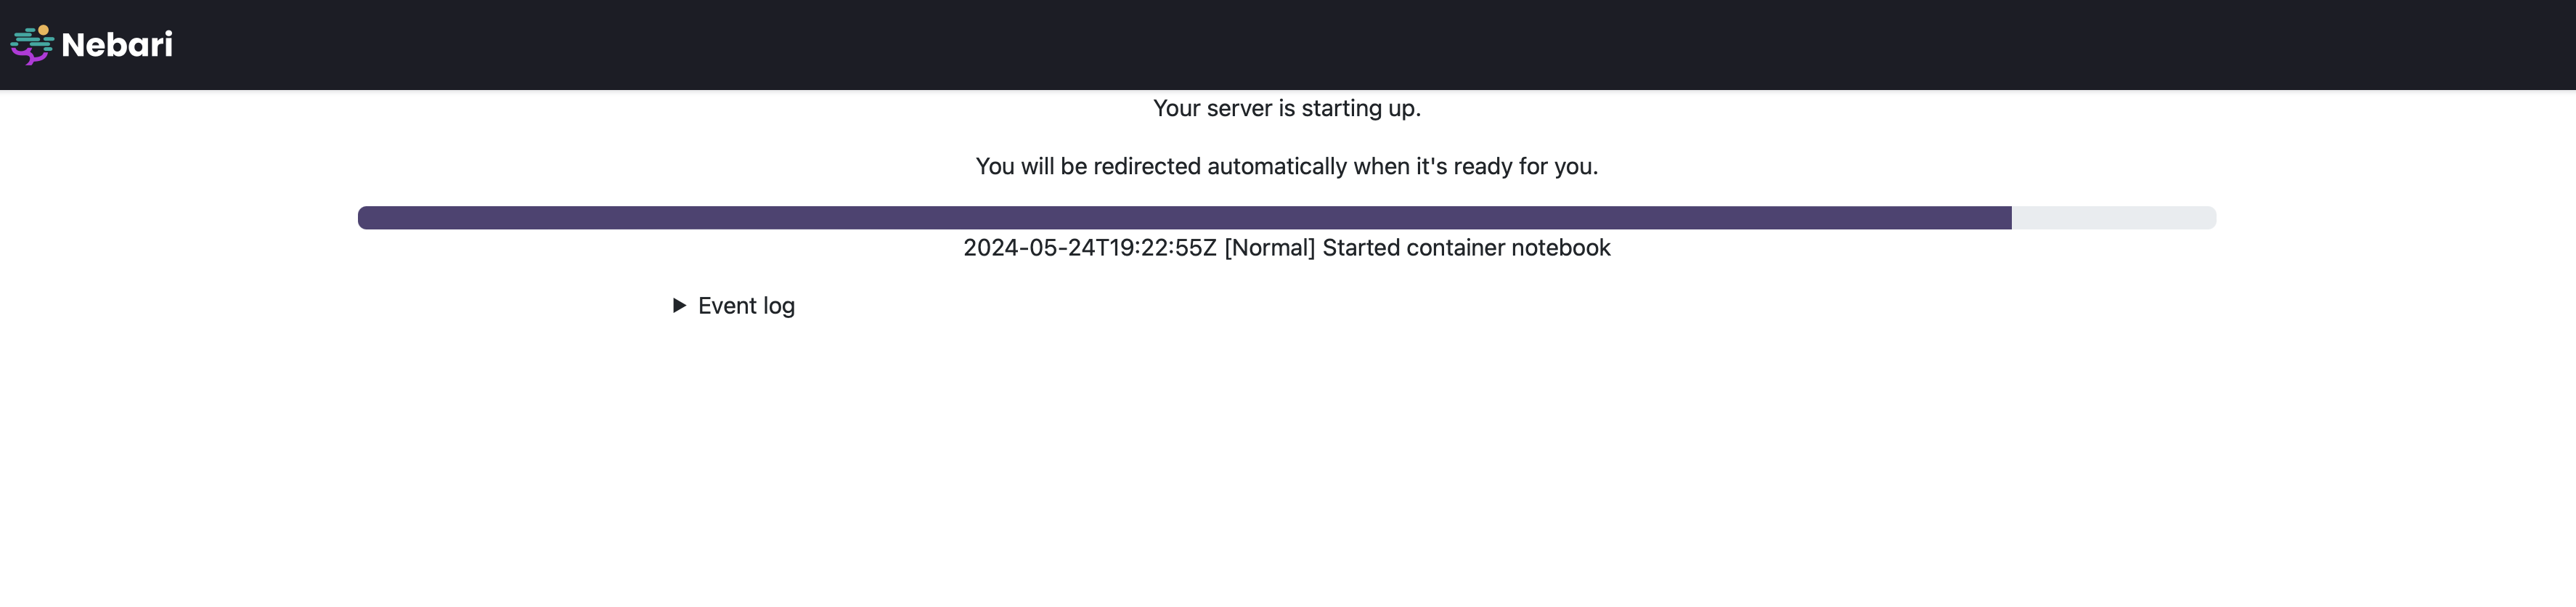 Nebari
Your server is starting up.
You will be redirected automatically when it's ready for you.
2024-05-24T19:22:55Z [Normal] Started container notebook
Event log